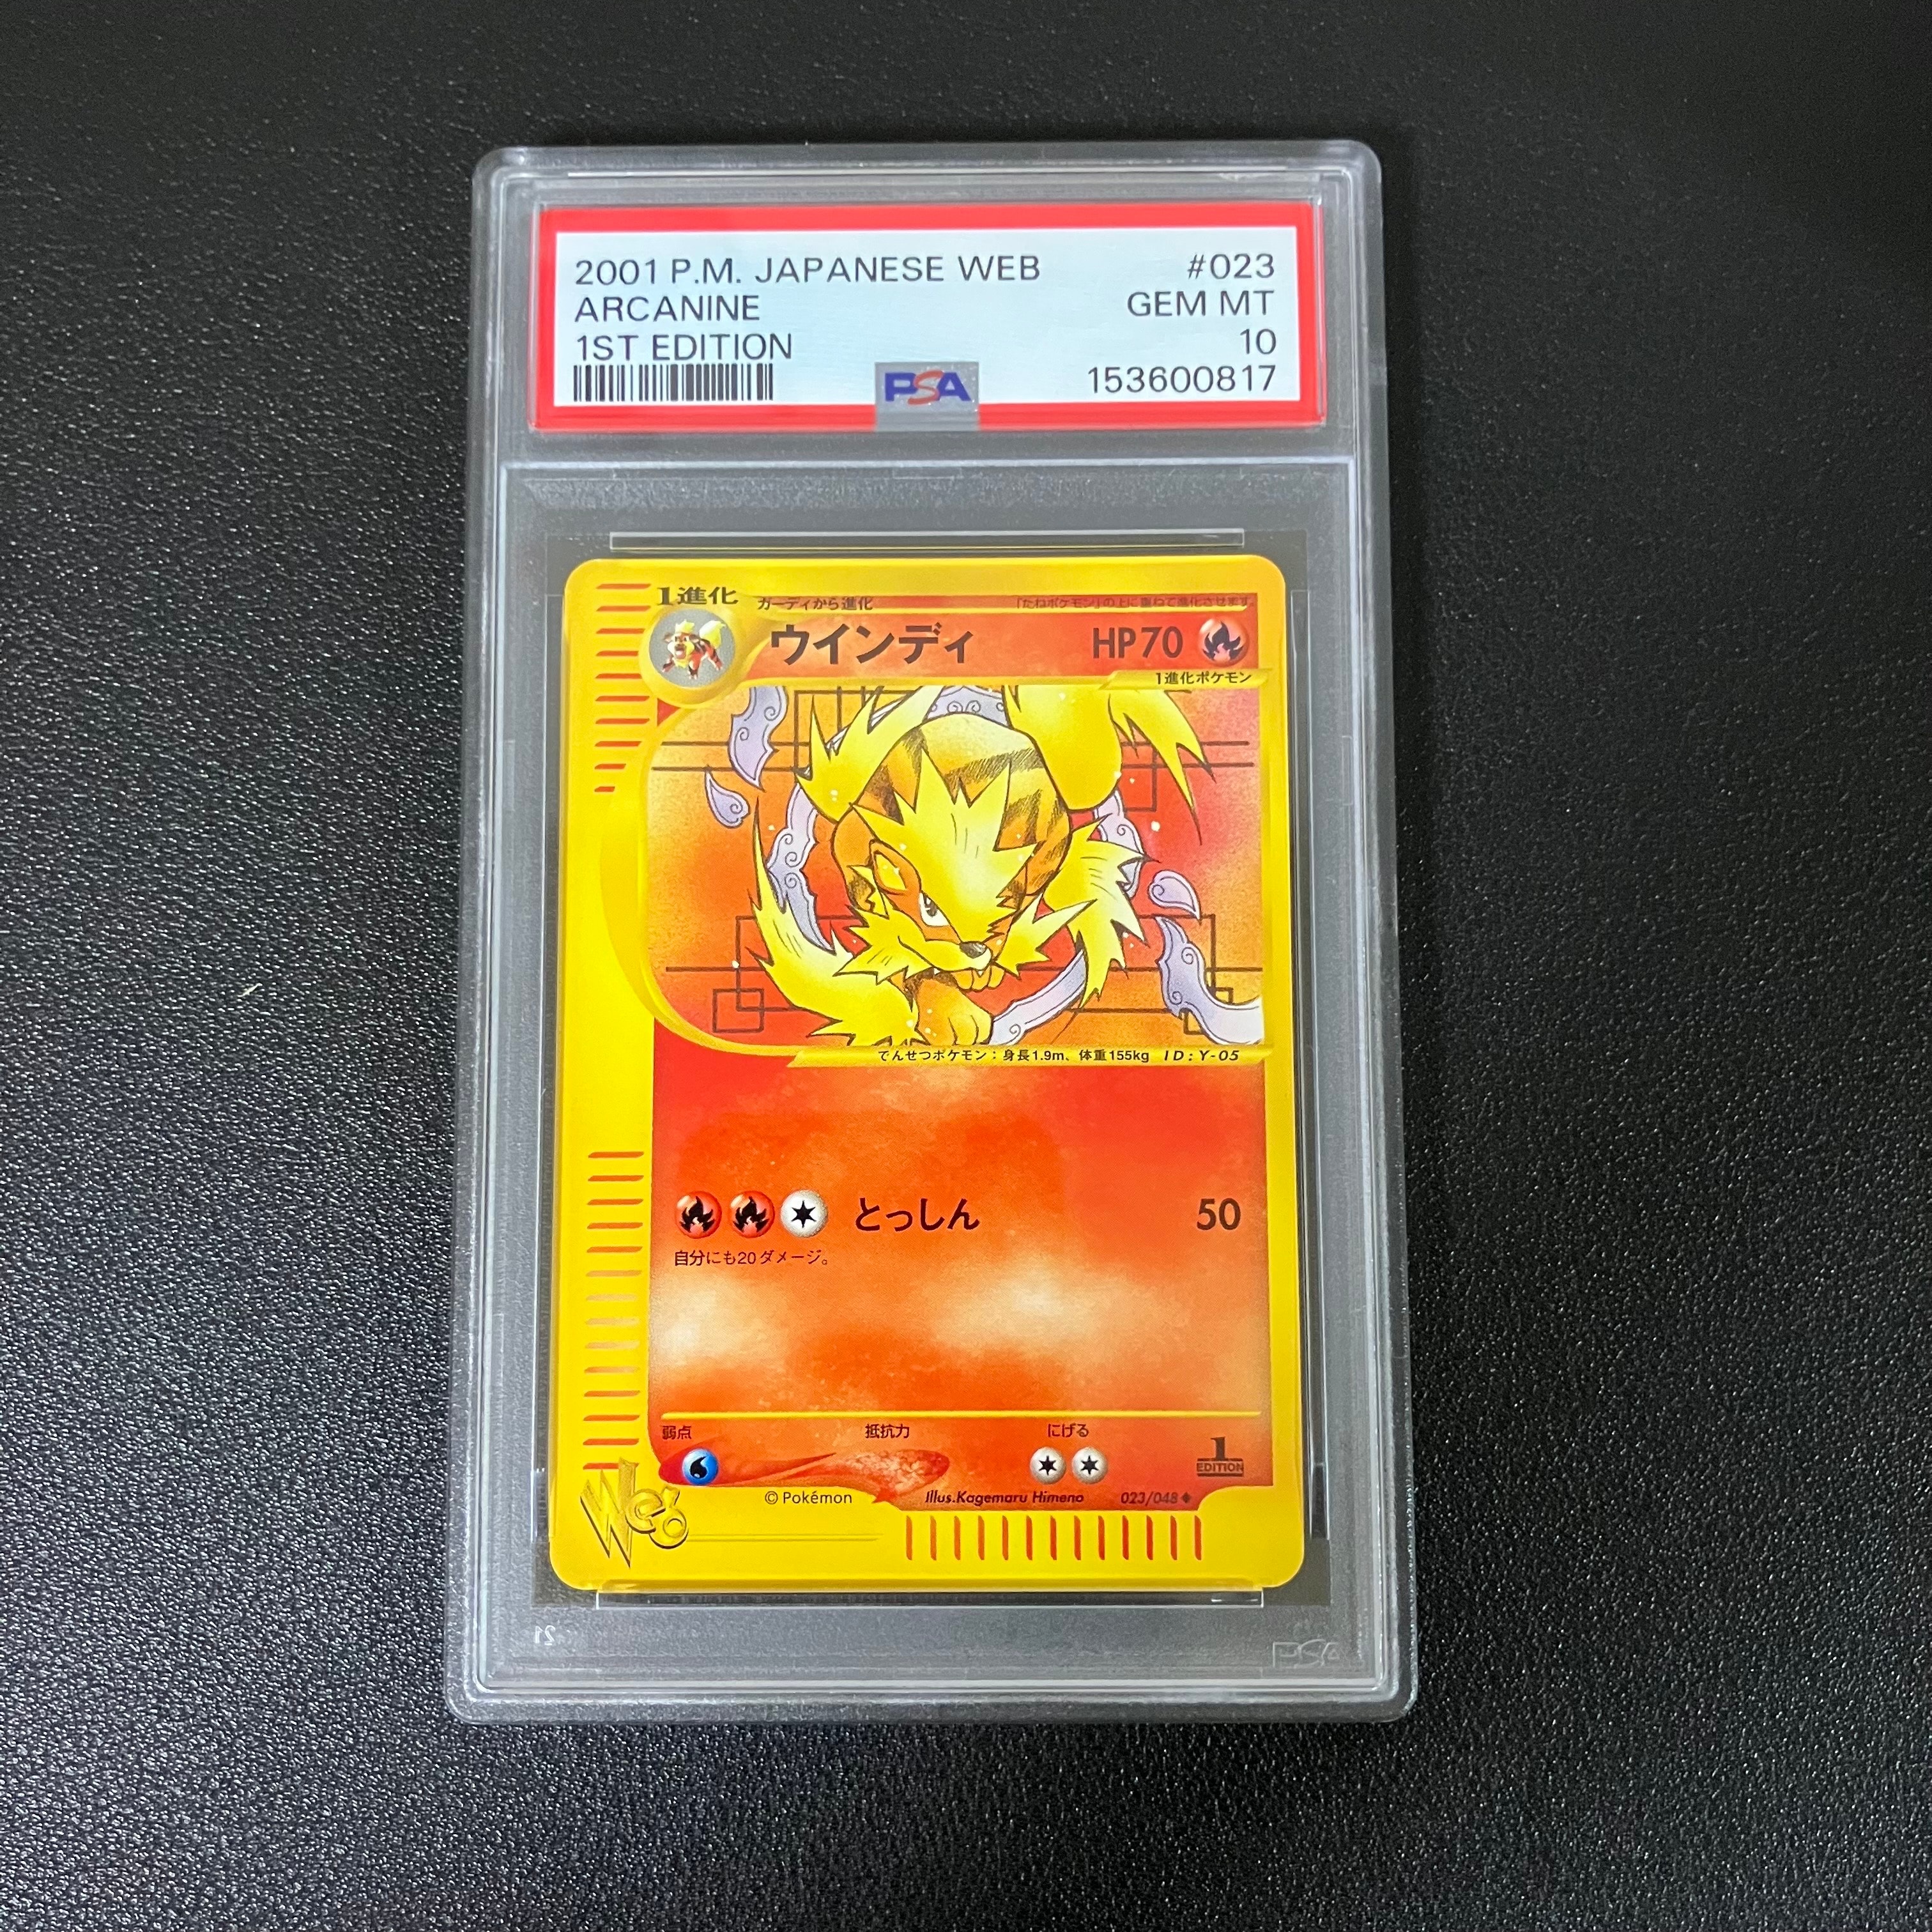 2001 P.M. JAPANESE WEB #023
ARCANINE GEM MT
1ST EDITION 10
PSA 153600817
1進化 ガーディから進化 「たねポケモン」の上に重ねて進化させます。
ウインディ HP70
1進化ポケモン
でんせつポケモン：身長1.9m、体重155kg ID:Y-05
とっしん 50
自分にも20ダメージ。
弱点 抵抗力 にげる
1
EDITION
Web
© Pokémon Illus.Kagemaru Himeno 023/048
21 PSA